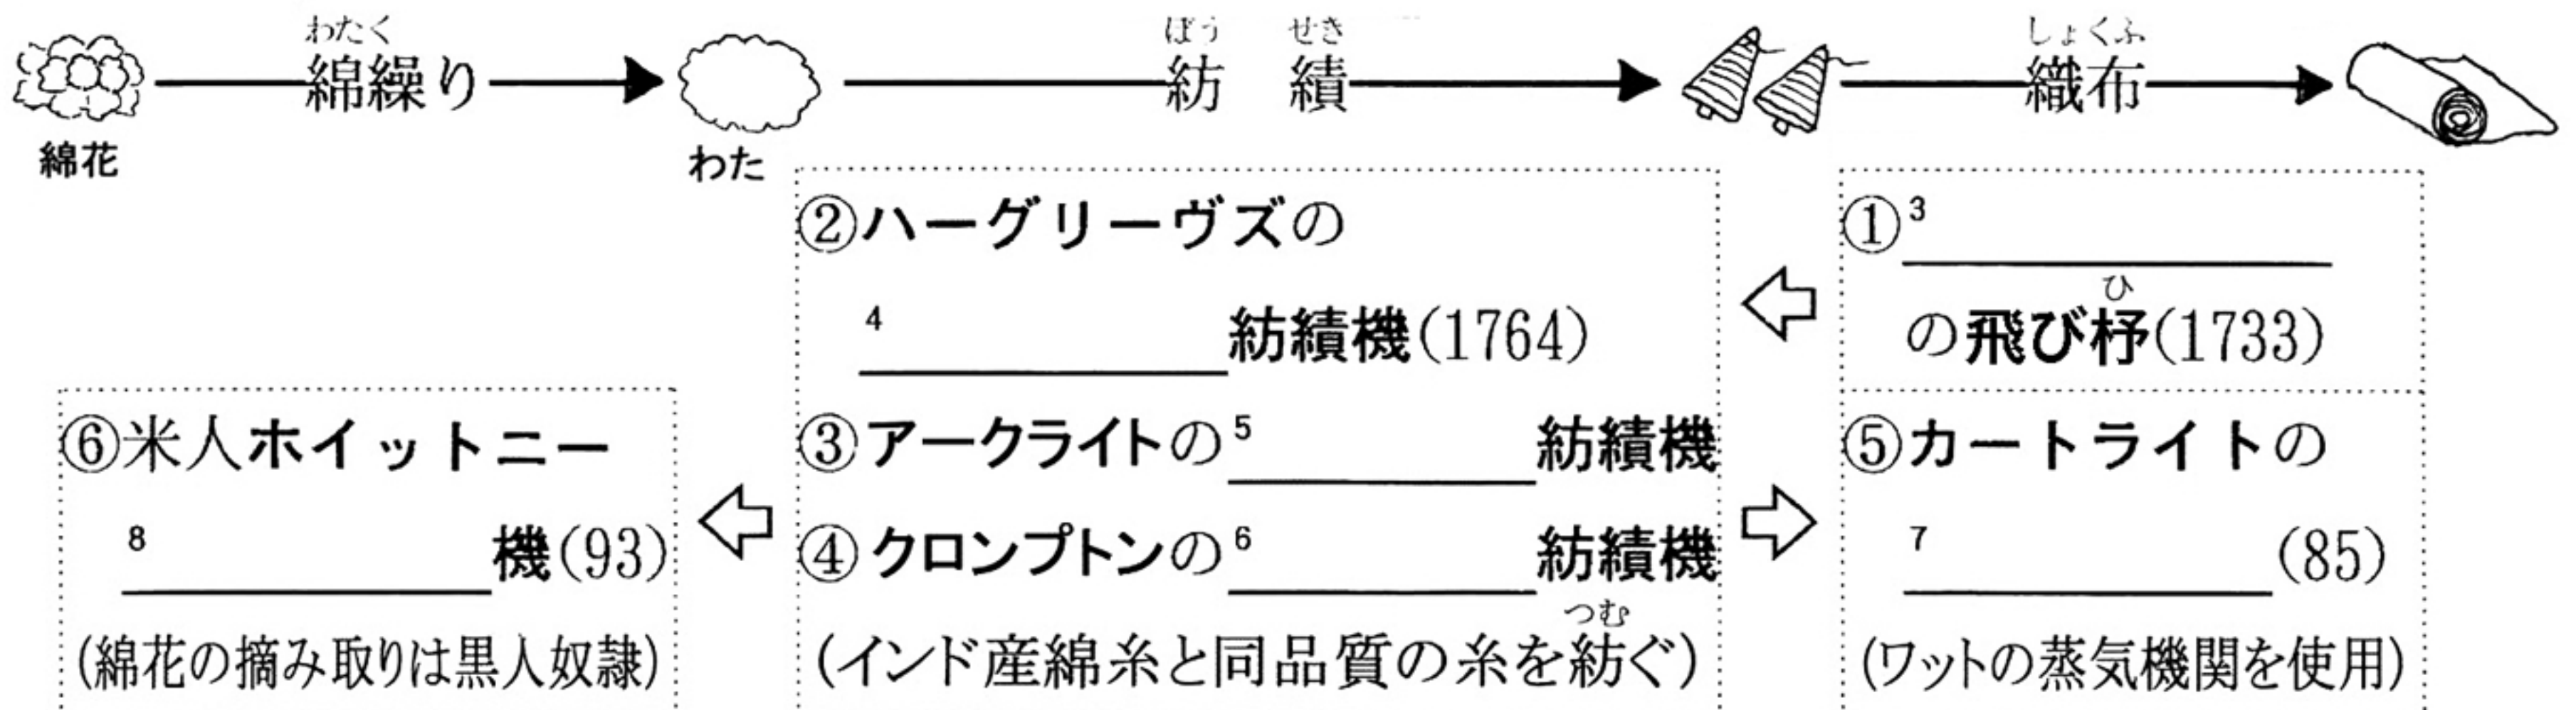 わたく
綿繰り
ぼう せき
紡 績
しょくふ
織布
綿花
わた
②ハーグリーヴズの
4 紡績機(1764)
③アークライトの5 紡績機
④クロンプトンの6 紡績機
つむ
(インド産綿糸と同品質の糸を紡ぐ)
①3
ひ
の飛び杼(1733)
⑤カートライトの
7 (85)
(ワットの蒸気機関を使用)
⑥米人ホイットニー
8 機(93)
(綿花の摘み取りは黒人奴隷)